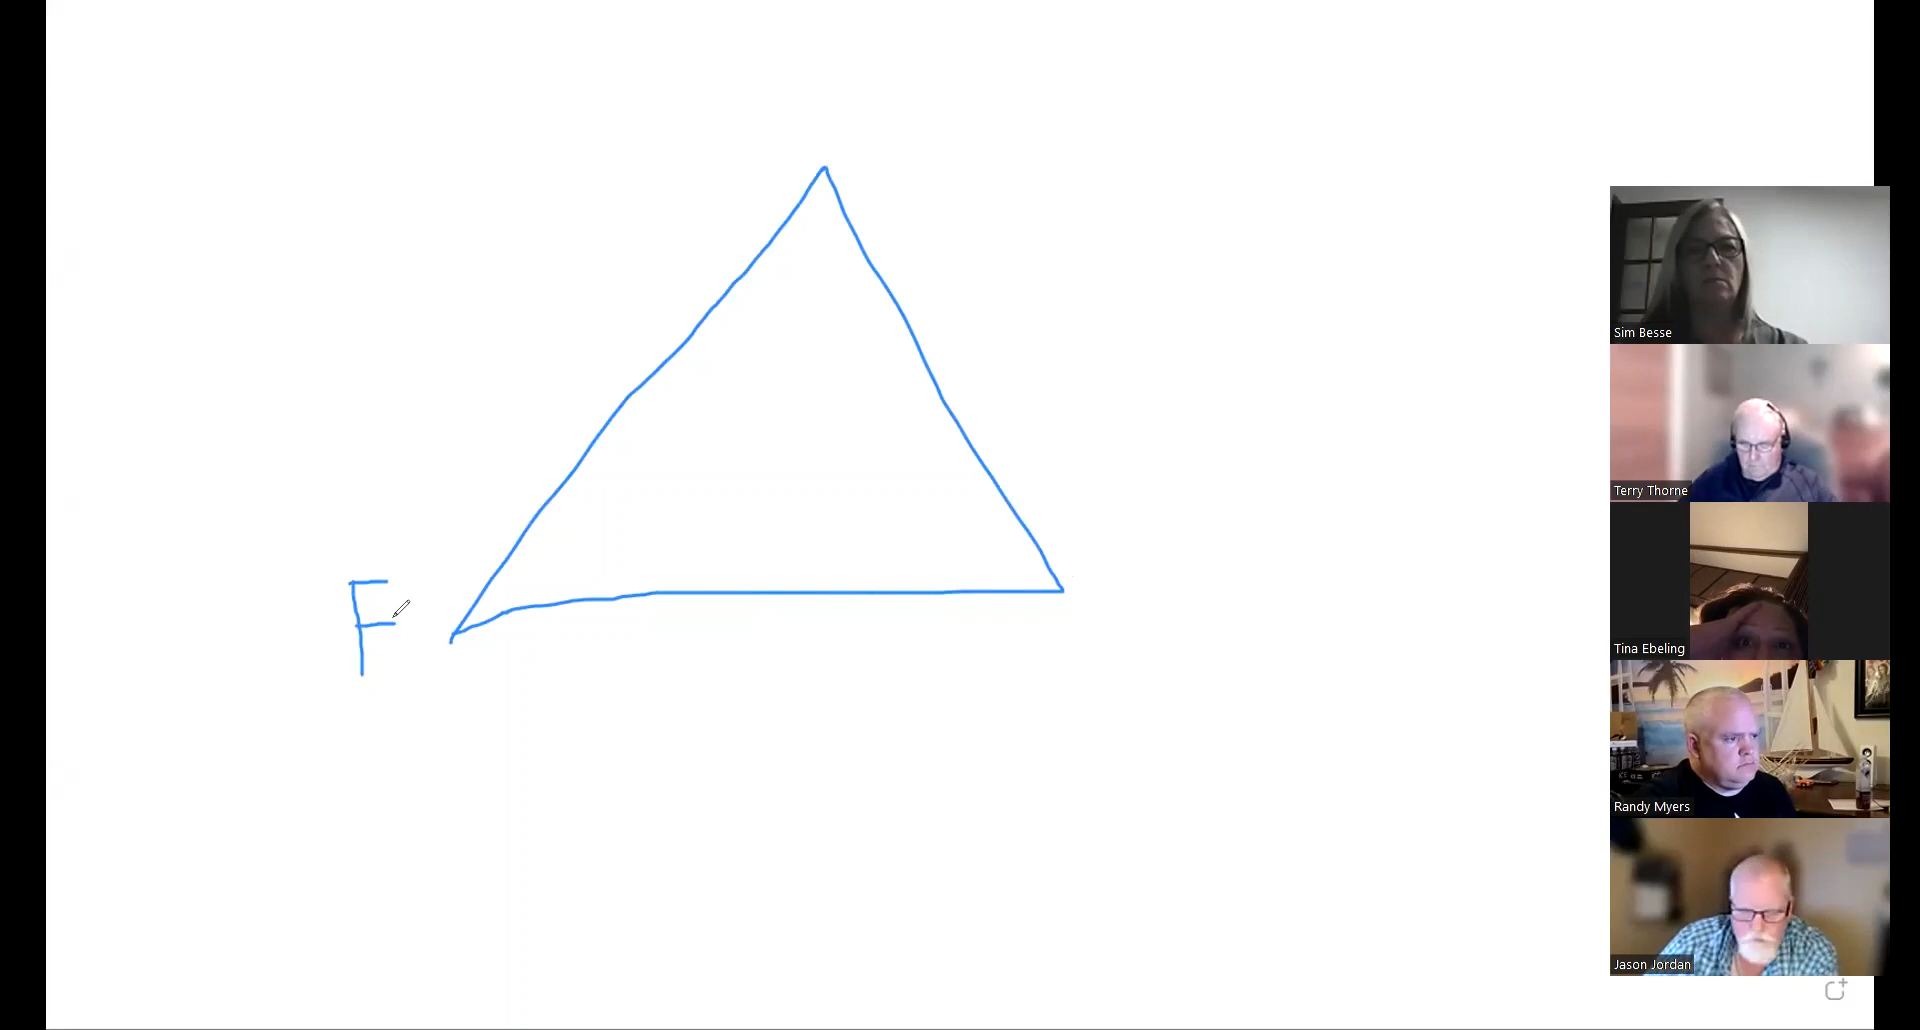 F
Sim Besse
Terry Thorne
Tina Ebeling
Randy Myers
Jason Jordan